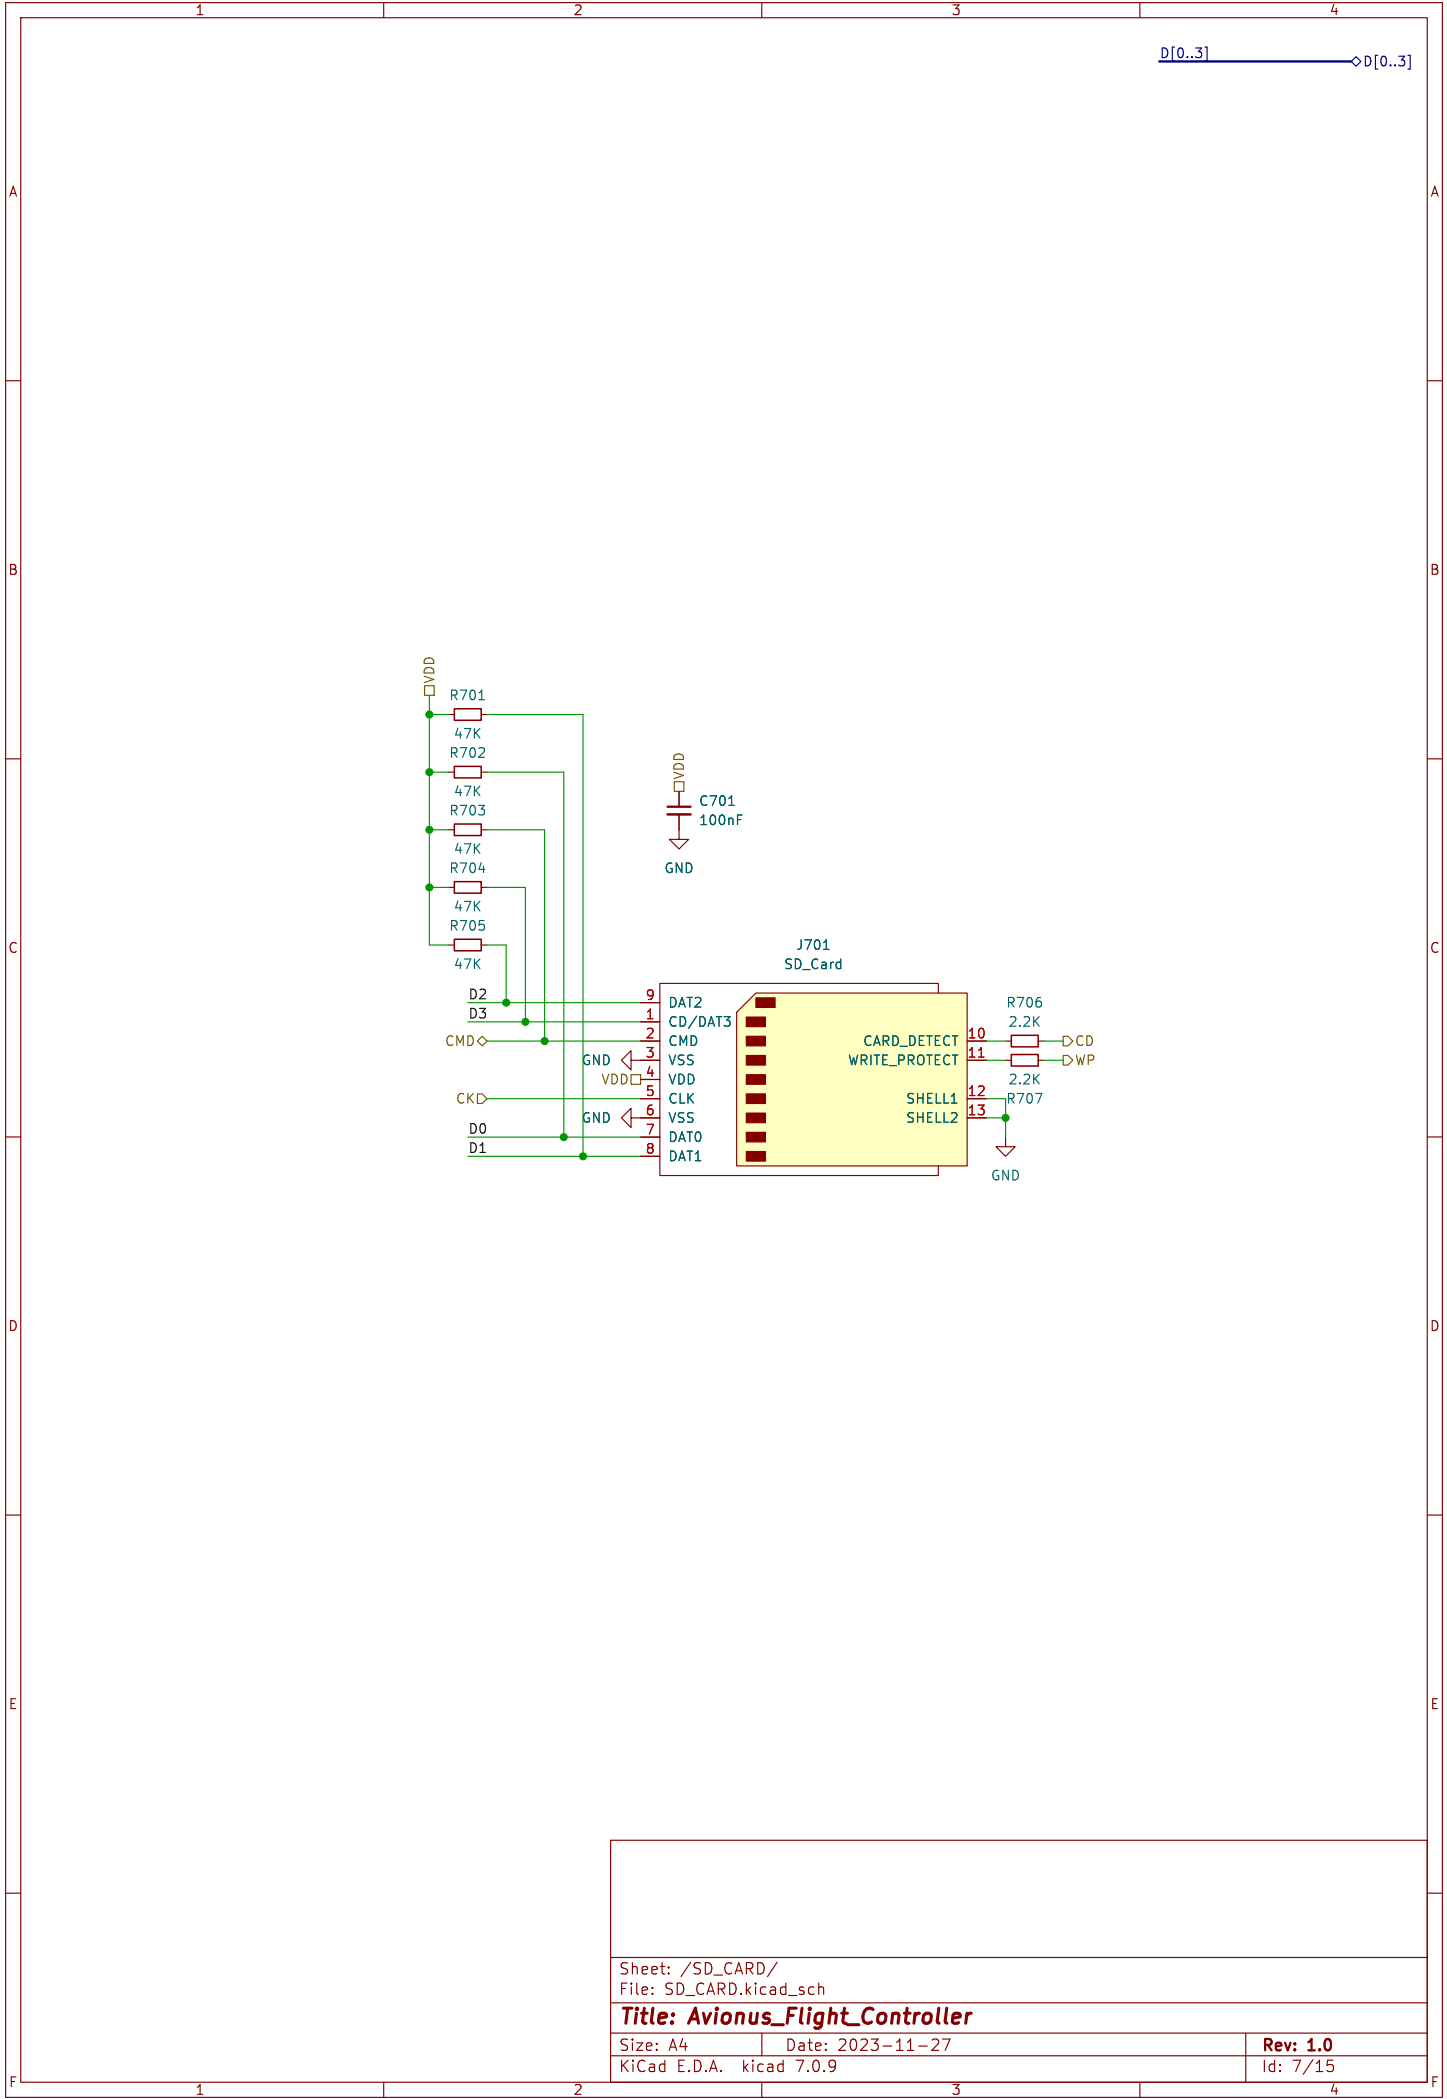 1 2 3 4
D[0..3] D[0..3]
A A
B B
VDD
R701
47K
R702
47K
R703
47K
R704
47K
R705
47K
VDD
C701
100nF
GND
C C
J701
SD_Card
D2 9 DAT2
D3 1 CD/DAT3
CMD 2 CMD
GND 3 VSS
VDD 4 VDD
CK 5 CLK
GND 6 VSS
D0 7 DAT0
D1 8 DAT1
R706
2.2K
CARD_DETECT 10 CD
WRITE_PROTECT 11 WP
2.2K
R707
SHELL1 12
SHELL2 13
GND
D D
E E
Sheet: /SD_CARD/
File: SD_CARD.kicad_sch
Title: Avionus_Flight_Controller
Size: A4 Date: 2023-11-27 Rev: 1.0
KiCad E.D.A. kicad 7.0.9 Id: 7/15
F F
1 2 3 4